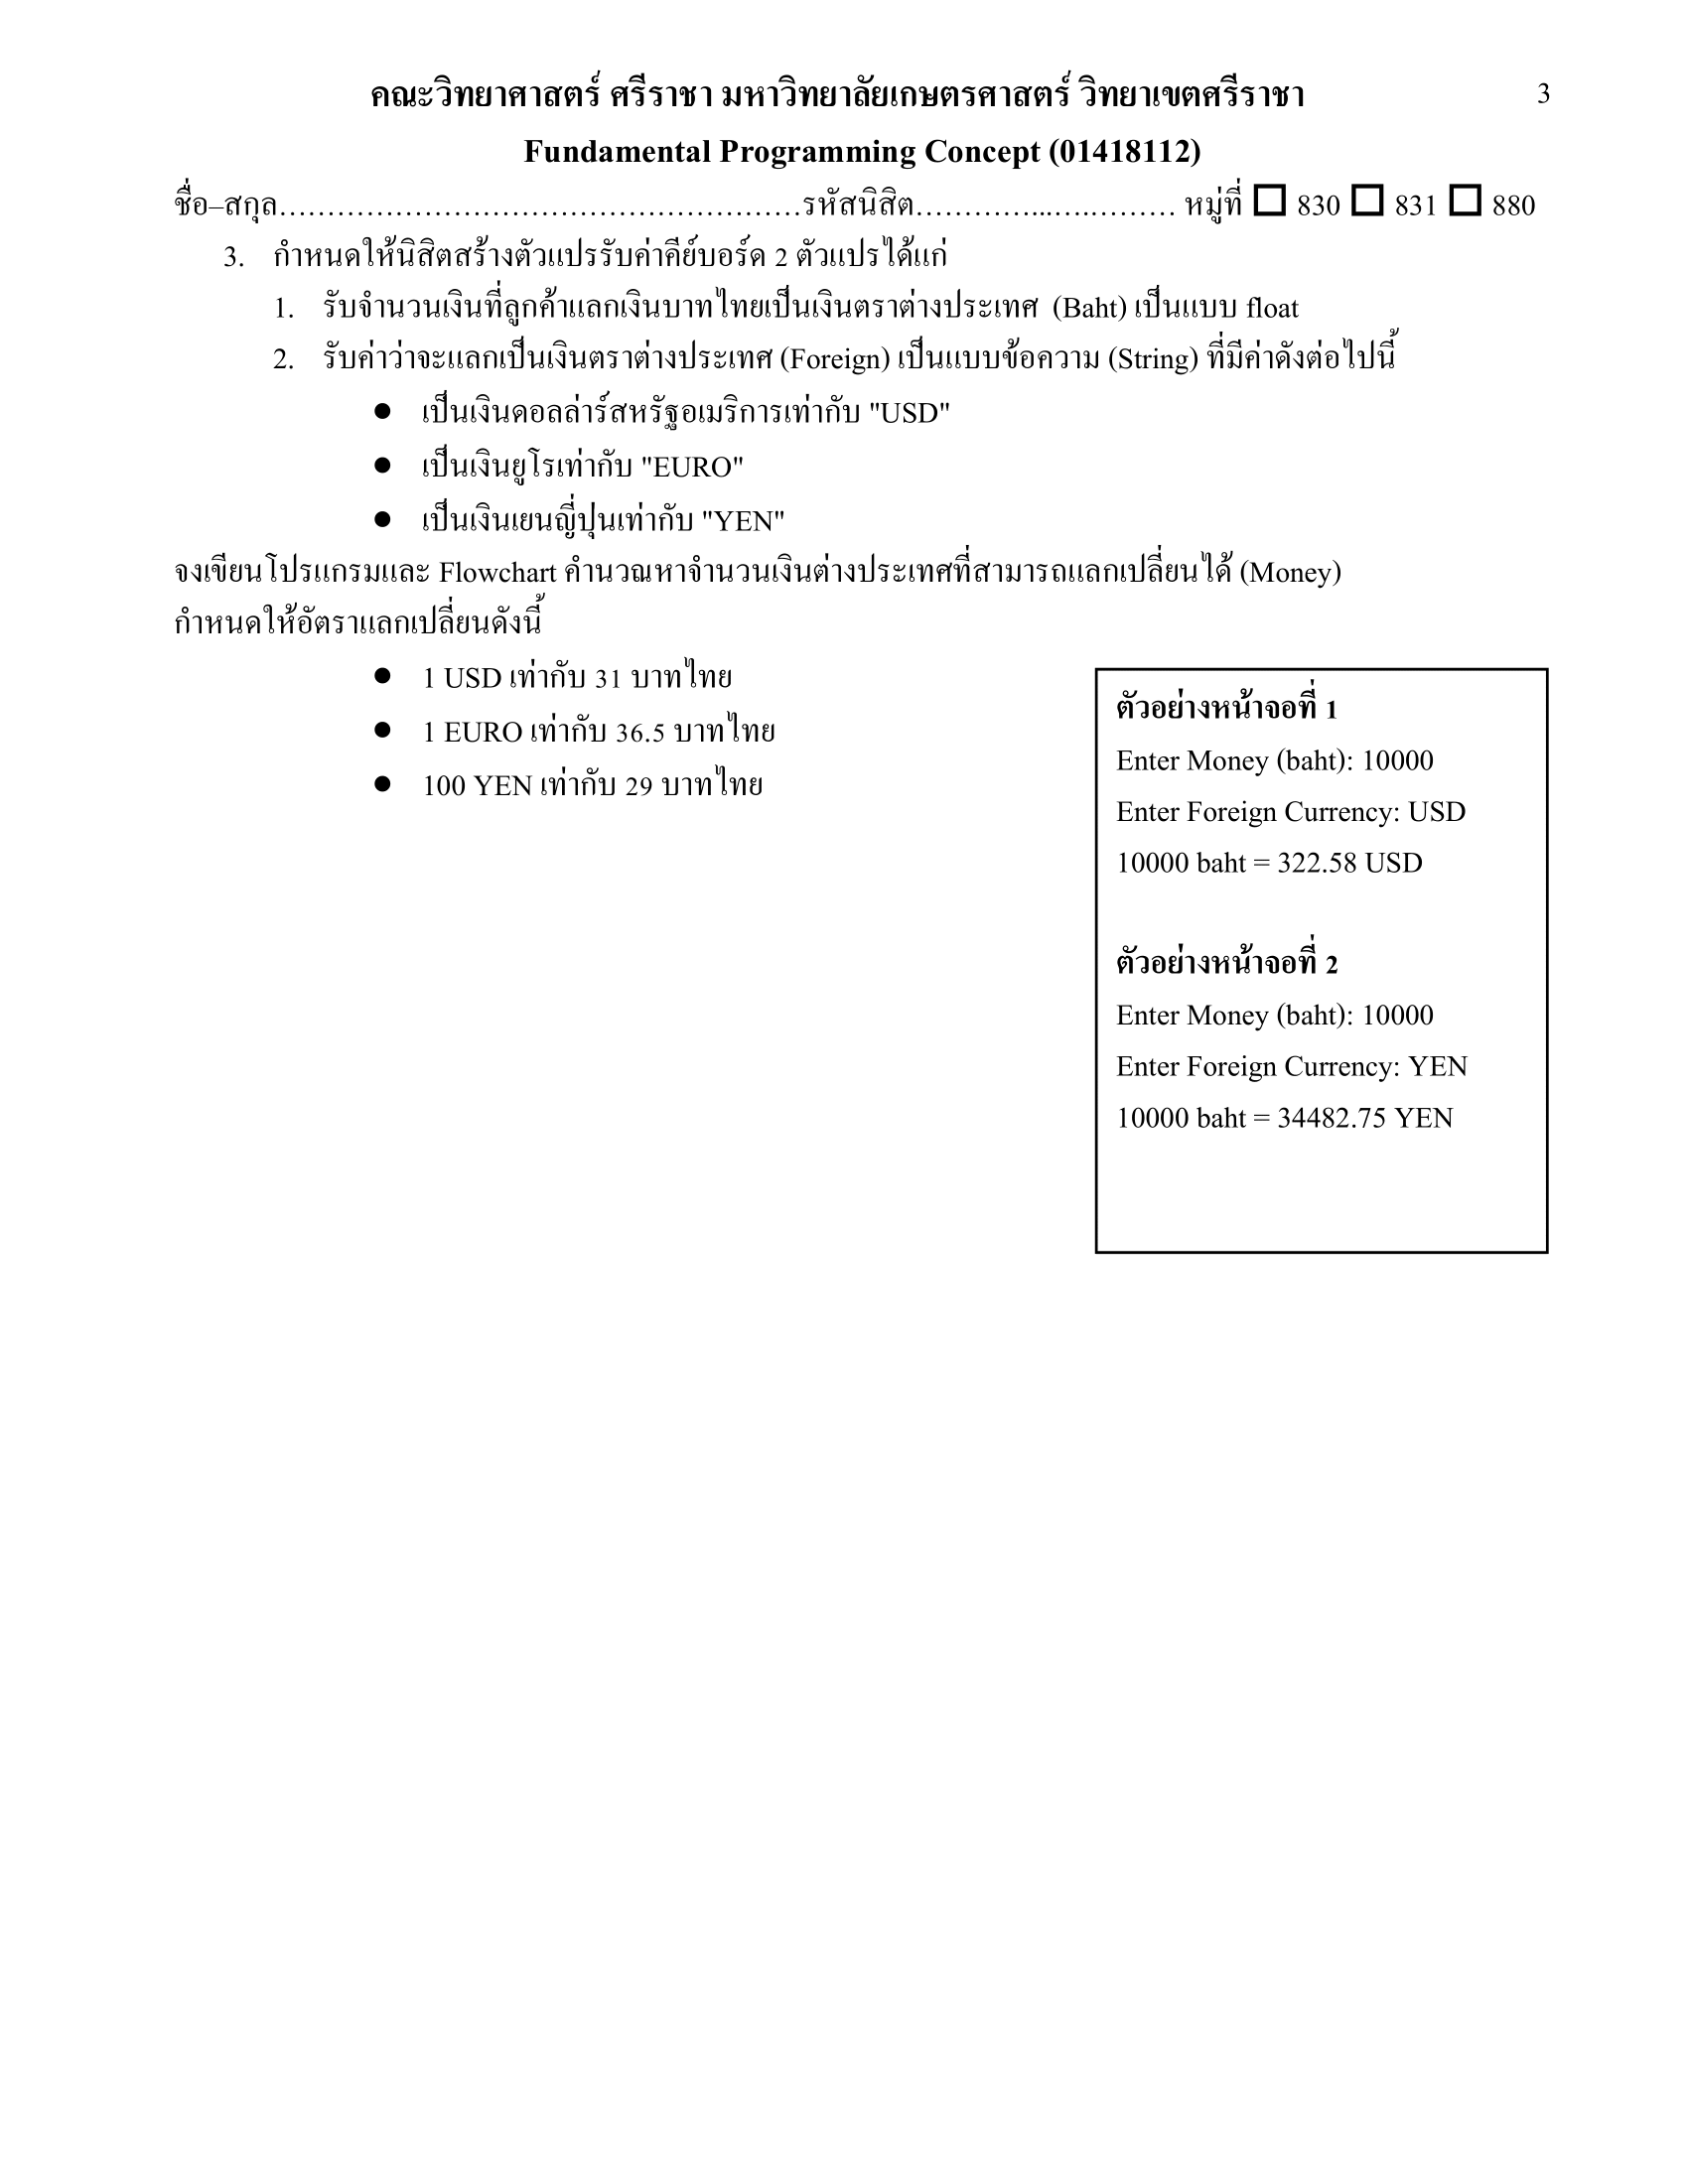 คณะวิทยาศาสตร์ ศรีราชา มหาวิทยาลัยเกษตรศาสตร์ วิทยาเขตศรีราชา 3
Fundamental Programming Concept (01418112)
ชื่อ–สกุล………………………………………………รหัสนิสิต…………...…..……… หมู่ที่ ☐ 830 ☐ 831 ☐ 880
3. กำหนดให้นิสิตสร้างตัวแปรรับค่าคีย์บอร์ด 2 ตัวแปรได้แก่
1. รับจำนวนเงินที่ลูกค้าแลกเงินบาทไทยเป็นเงินตราต่างประเทศ (Baht) เป็นแบบ float
2. รับค่าว่าจะแลกเป็นเงินตราต่างประเทศ (Foreign) เป็นแบบข้อความ (String) ที่มีค่าดังต่อไปนี้
● เป็นเงินดอลล่าร์สหรัฐอเมริการเท่ากับ "USD"
● เป็นเงินยูโรเท่ากับ "EURO"
● เป็นเงินเยนญี่ปุนเท่ากับ "YEN"
จงเขียนโปรแกรมและ Flowchart คำนวณหาจำนวนเงินต่างประเทศที่สามารถแลกเปลี่ยนได้ (Money)
กำหนดให้อัตราแลกเปลี่ยนดังนี้
● 1 USD เท่ากับ 31 บาทไทย
● 1 EURO เท่ากับ 36.5 บาทไทย
● 100 YEN เท่ากับ 29 บาทไทย
ตัวอย่างหน้าจอที่ 1
Enter Money (baht): 10000
Enter Foreign Currency: USD
10000 baht = 322.58 USD
ตัวอย่างหน้าจอที่ 2
Enter Money (baht): 10000
Enter Foreign Currency: YEN
10000 baht = 34482.75 YEN